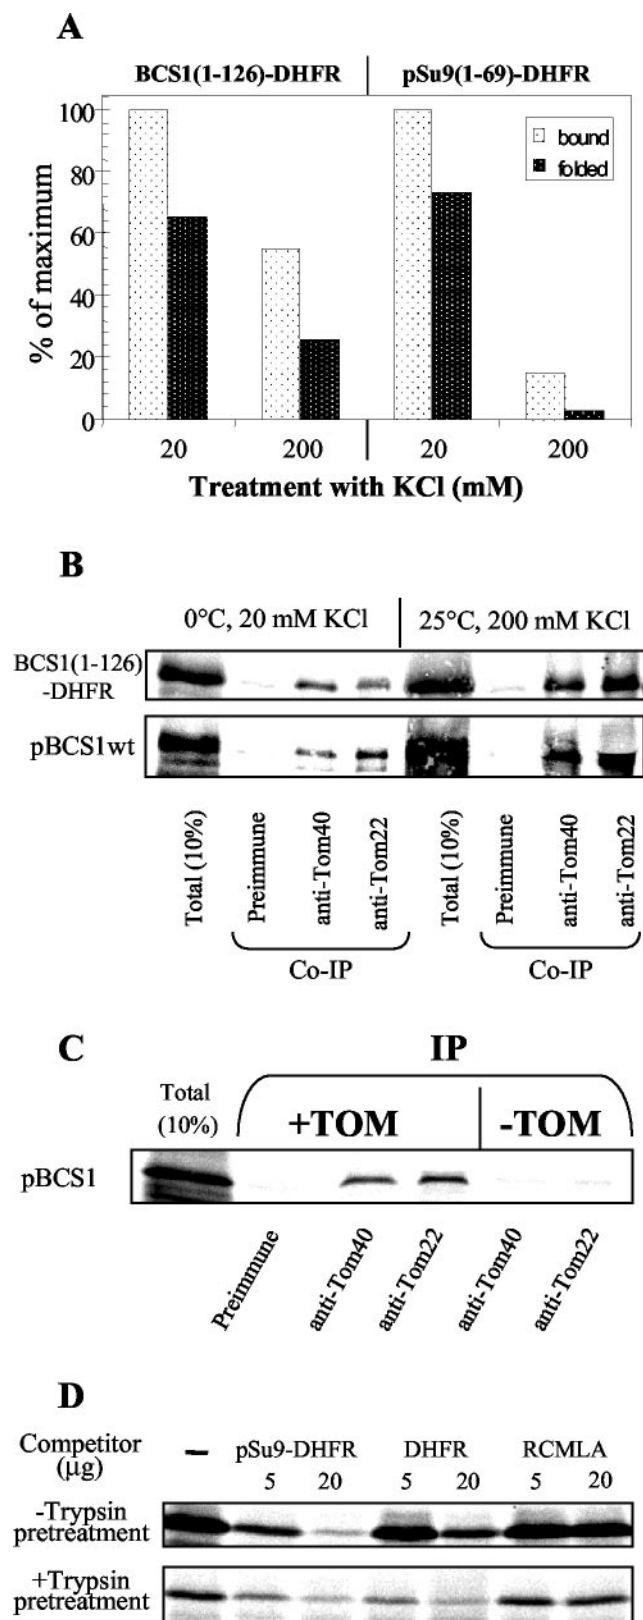 A
BCS1(1-126)-DHFR pSu9(1-69)-DHFR
% of maximum
100
80
60
40
20
0
bound
folded
20 200 20 200
Treatment with KCl (mM)
B
0°C, 20 mM KCl 25°C, 200 mM KCl
BCS1(1-126)
-DHFR
pBCS1wt
Total (10%) Preimmune anti-Tom40 anti-Tom22 Total (10%) Preimmune anti-Tom40 anti-Tom22
Co-IP Co-IP
C
IP
Total
(10%)
+TOM -TOM
pBCS1
Preimmune anti-Tom40 anti-Tom22 anti-Tom40 anti-Tom22
D
Competitor
(μg)
– pSu9-DHFR DHFR RCMLA
5 20 5 20 5 20
-Trypsin
pretreatment
+Trypsin
pretreatment